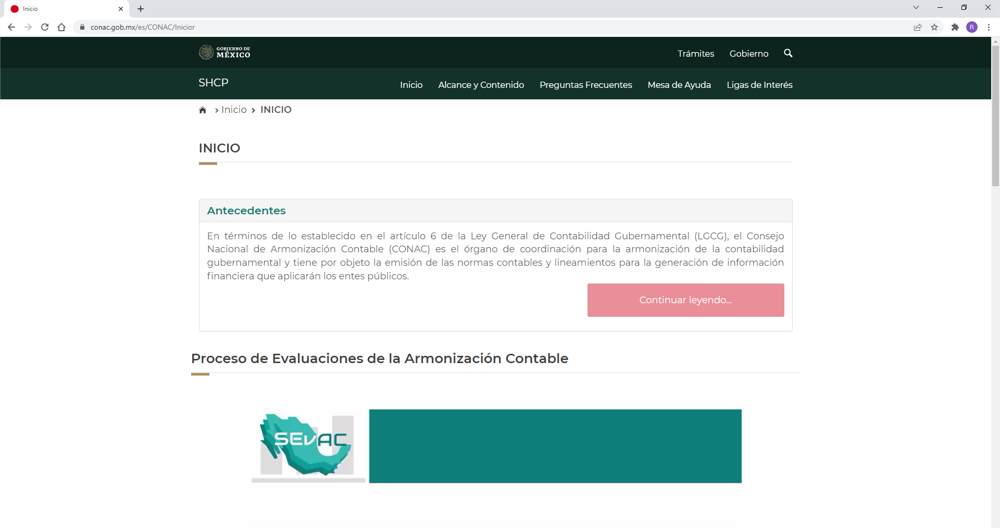 Inicio
conac.gob.mx/es/CONAC/Inicior
R
GOBIERNO DE
MÉXICO
Trámites Gobierno
SHCP
Inicio Alcance y Contenido Preguntas Frecuentes Mesa de Ayuda Ligas de Interés
Inicio INICIO
INICIO
Antecedentes
En términos de lo establecido en el artículo 6 de la Ley General de Contabilidad Gubernamental (LGCG), el Consejo
Nacional de Armonización Contable (CONAC) es el órgano de coordinación para la armonización de la contabilidad
gubernamental y tiene por objeto la emisión de las normas contables y lineamientos para la generación de información
financiera que aplicarán los entes públicos.
Continuar leyendo...
Proceso de Evaluaciones de la Armonización Contable
SEvAC